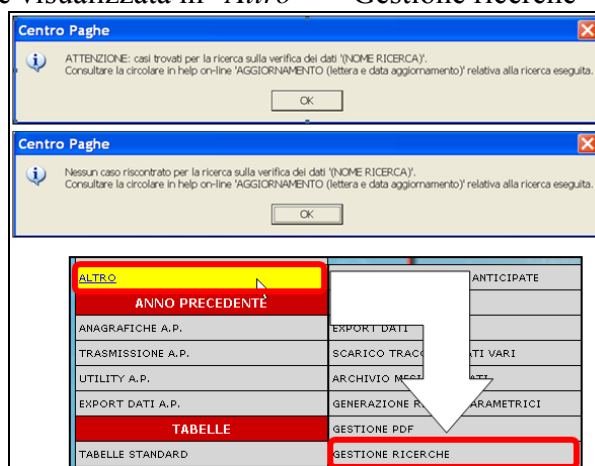 e visualizzata in "Altro" Gestione ricerche
Centro Paghe
ATTENZIONE: casi trovati per la ricerca sulla verifica dei dati '(NOME RICERCA)'.
Consultare la circolare in help on-line 'AGGIORNAMENTO (lettera e data aggiornamento)' relativa alla ricerca eseguita.
OK
Centro Paghe
Nessun caso riscontrato per la ricerca sulla verifica dei dati '(NOME RICERCA)'.
Consultare la circolare in help on-line 'AGGIORNAMENTO (lettera e data aggiornamento)' relativa alla ricerca eseguita.
OK
ALTRO
ANTICIPATE
ANNO PRECEDENTE
ANAGRAFICHE A.P.
EXPORT DATI
TRASMISSIONE A.P.
SCARICO TRACC ATI VARI
UTILITY A.P.
ARCHIVIO
EXPORT DATI A.P.
GENERAZIONE R ARAMETRICI
TABELLE
GESTIONE PDF
TABELLE STANDARD
GESTIONE RICERCHE